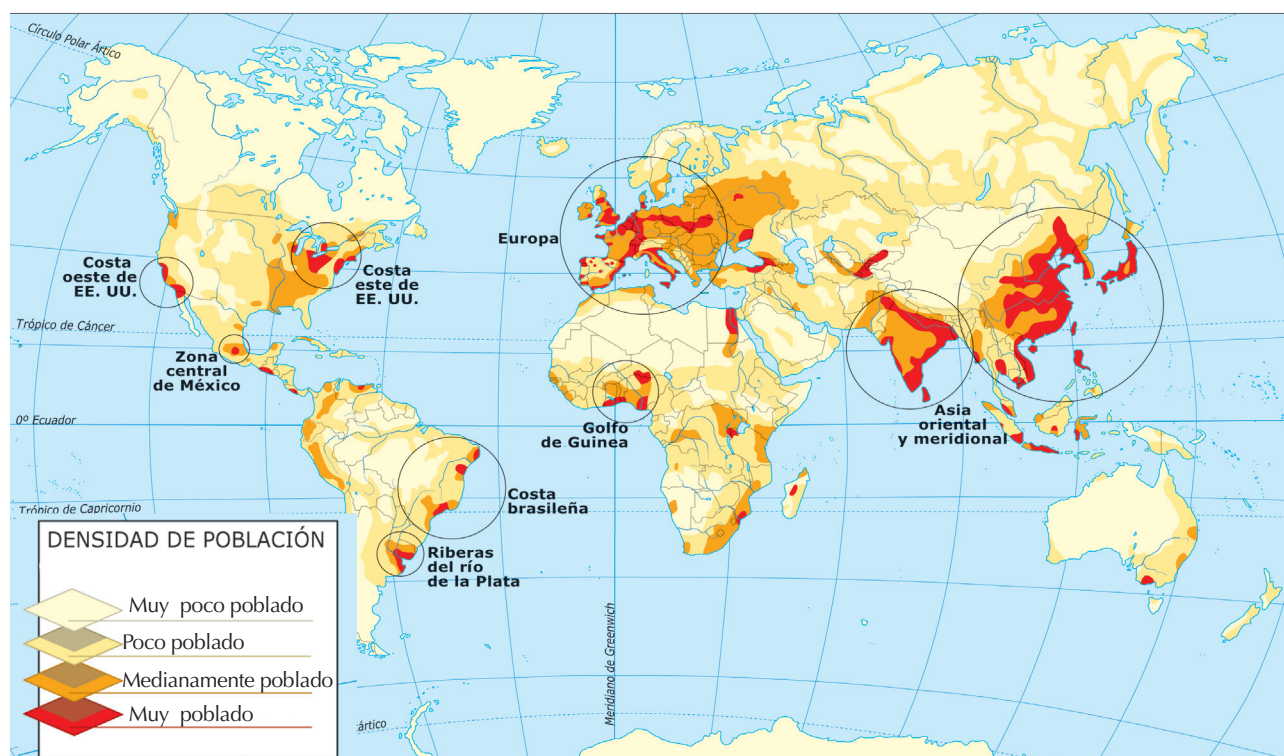 Círculo Polar Ártico
Europa
Costa
oeste de
EE. UU.
Costa
este de
EE. UU.
Trópico de Cáncer
Zona
central
de México
0º Ecuador
Golfo
de Guinea
Asia
oriental
y meridional
Costa
brasileña
Trópico de Capricornio
Riberas
del río
de la Plata
Meridiano de Greenwich
ártico
DENSIDAD DE POBLACIÓN
Muy poco poblado
Poco poblado
Medianamente poblado
Muy poblado